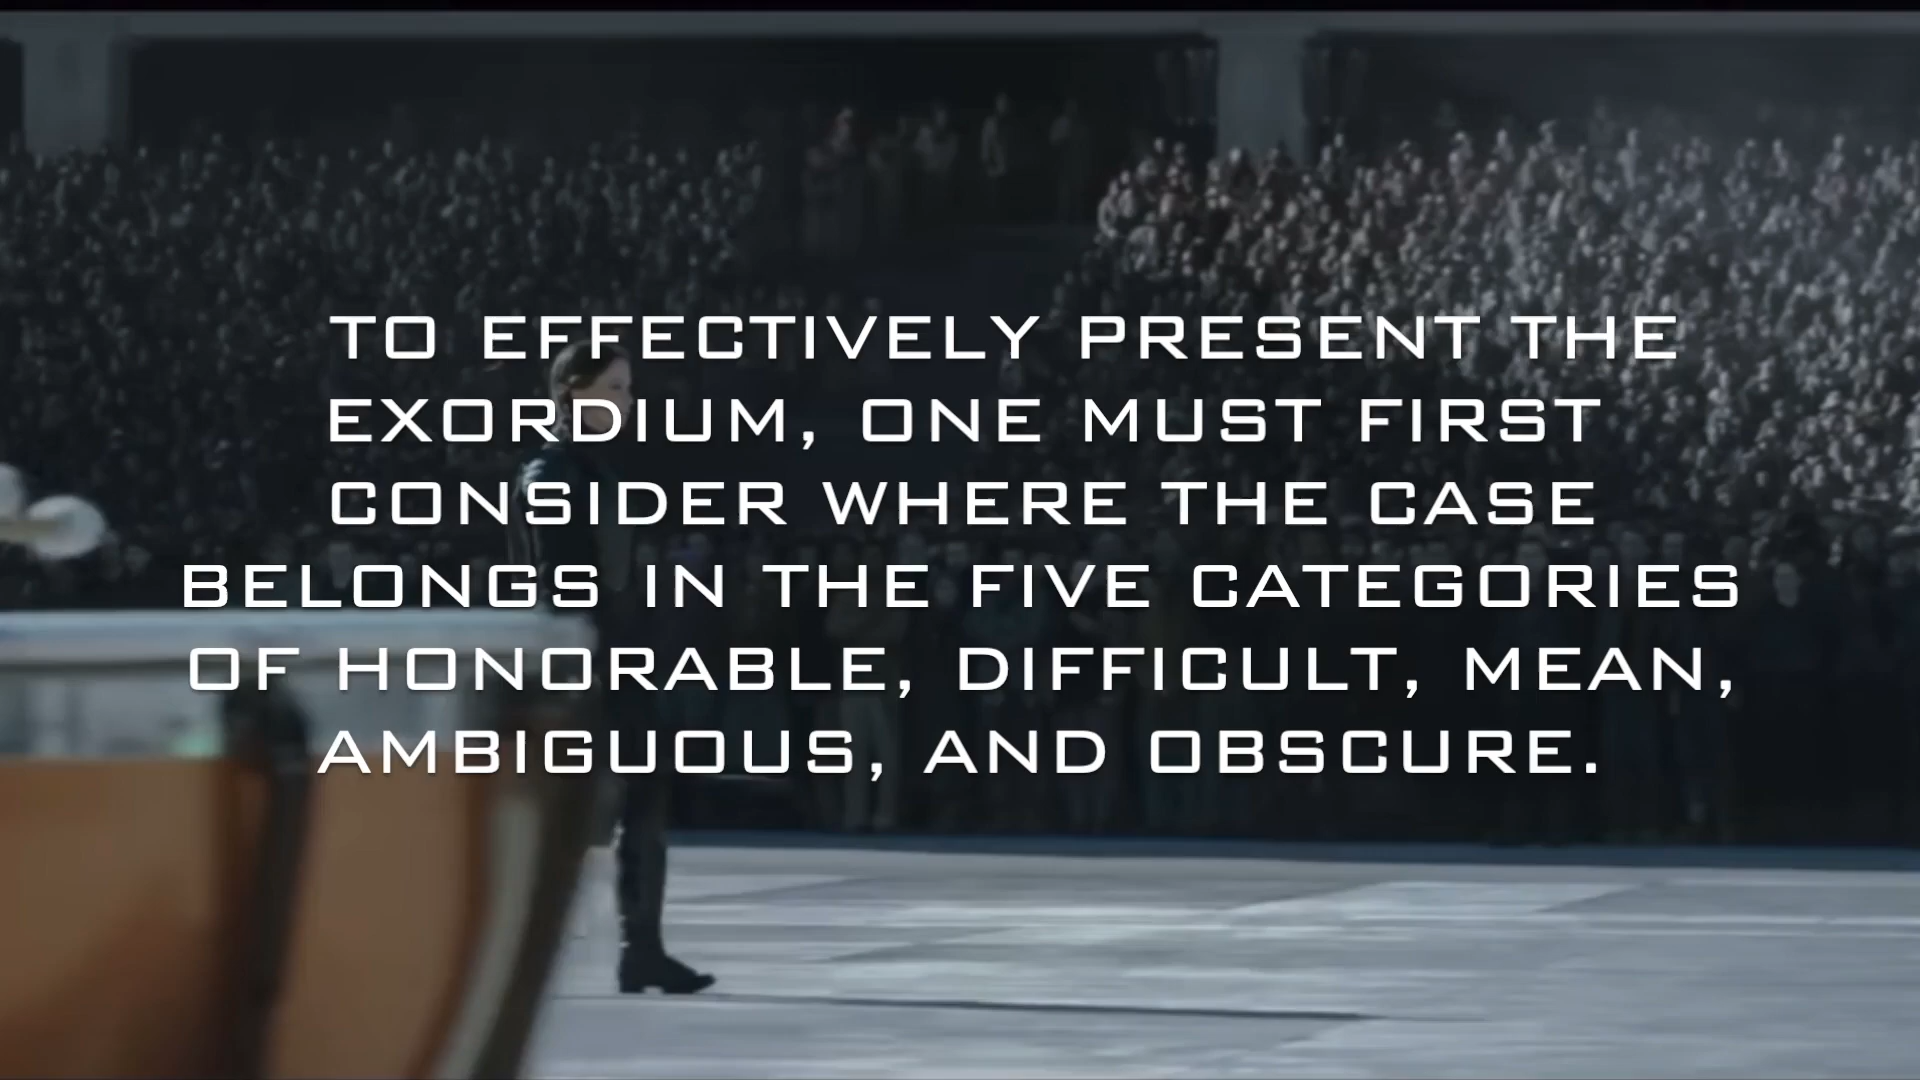 TO EFFECTIVELY PRESENT THE
EXORDIUM, ONE MUST FIRST
CONSIDER WHERE THE CASE
BELONGS IN THE FIVE CATEGORIES
OF HONORABLE, DIFFICULT, MEAN,
AMBIGUOUS, AND OBSCURE.